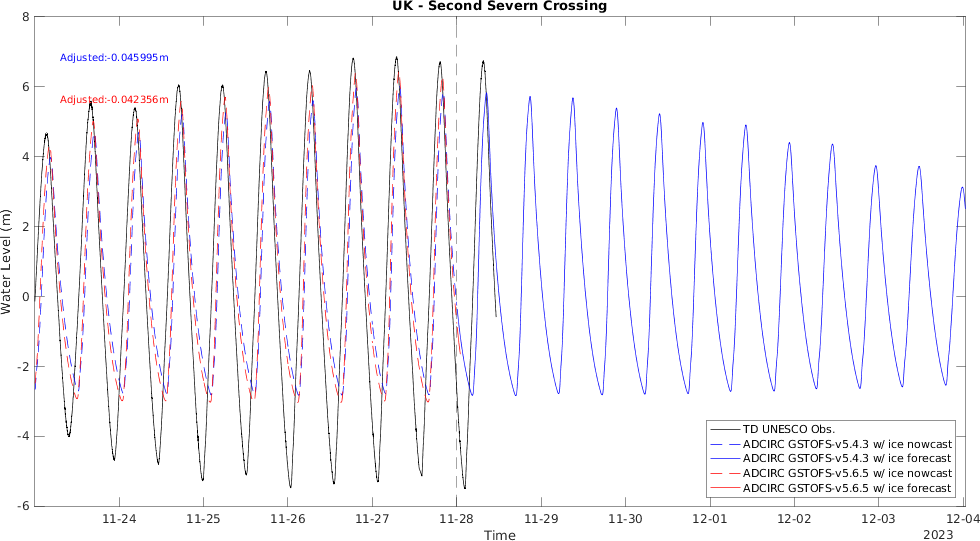 UK - Second Severn Crossing
Adjusted:-0.045995m
Adjusted:-0.042356m
Water Level (m)
8
6
4
2
0
-2
-4
-6
TD UNESCO Obs.
ADCIRC GSTOFS-v5.4.3 w/ ice nowcast
ADCIRC GSTOFS-v5.4.3 w/ ice forecast
ADCIRC GSTOFS-v5.6.5 w/ ice nowcast
ADCIRC GSTOFS-v5.6.5 w/ ice forecast
11-24 11-25 11-26 11-27 11-28 11-29 11-30 12-01 12-02 12-03 12-04
Time
2023